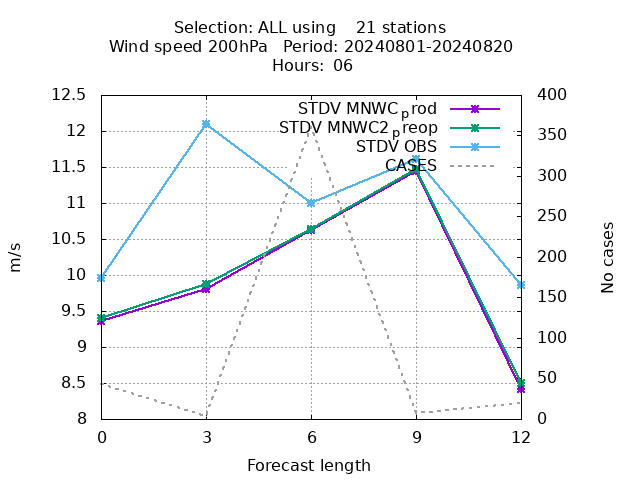 Selection: ALL using 21 stations
Wind speed 200hPa Period: 20240801-20240820
Hours: 06
12.5
12
11.5
11
10.5
10
9.5
9
8.5
8
m/s
STDV MNWCprod
STDV MNWC2preop
STDV OBS
CASES
400
350
300
250
200
150
100
50
0
No cases
0 3 6 9 12
Forecast length